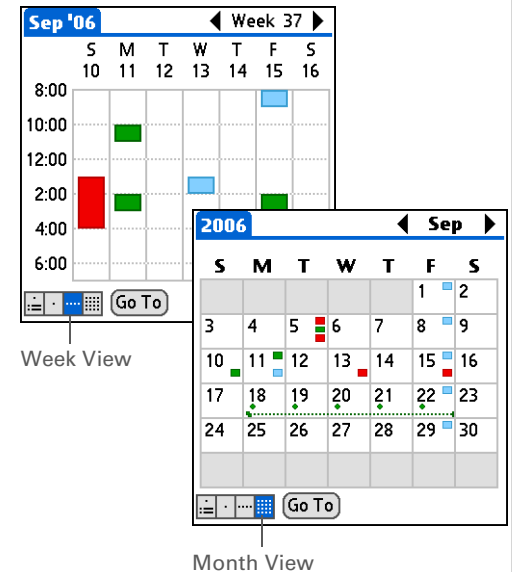 Sep '06 Week 37
S M T W T F S
10 11 12 13 14 15 16
8:00
10:00
12:00
2:00
4:00
6:00
Go To
Week View
2006 Sep
S M T W T F S
1 2
3 4 5 6 7 8 9
10 11 12 13 14 15 16
17 18 19 20 21 22 23
24 25 26 27 28 29 30
Go To
Month View